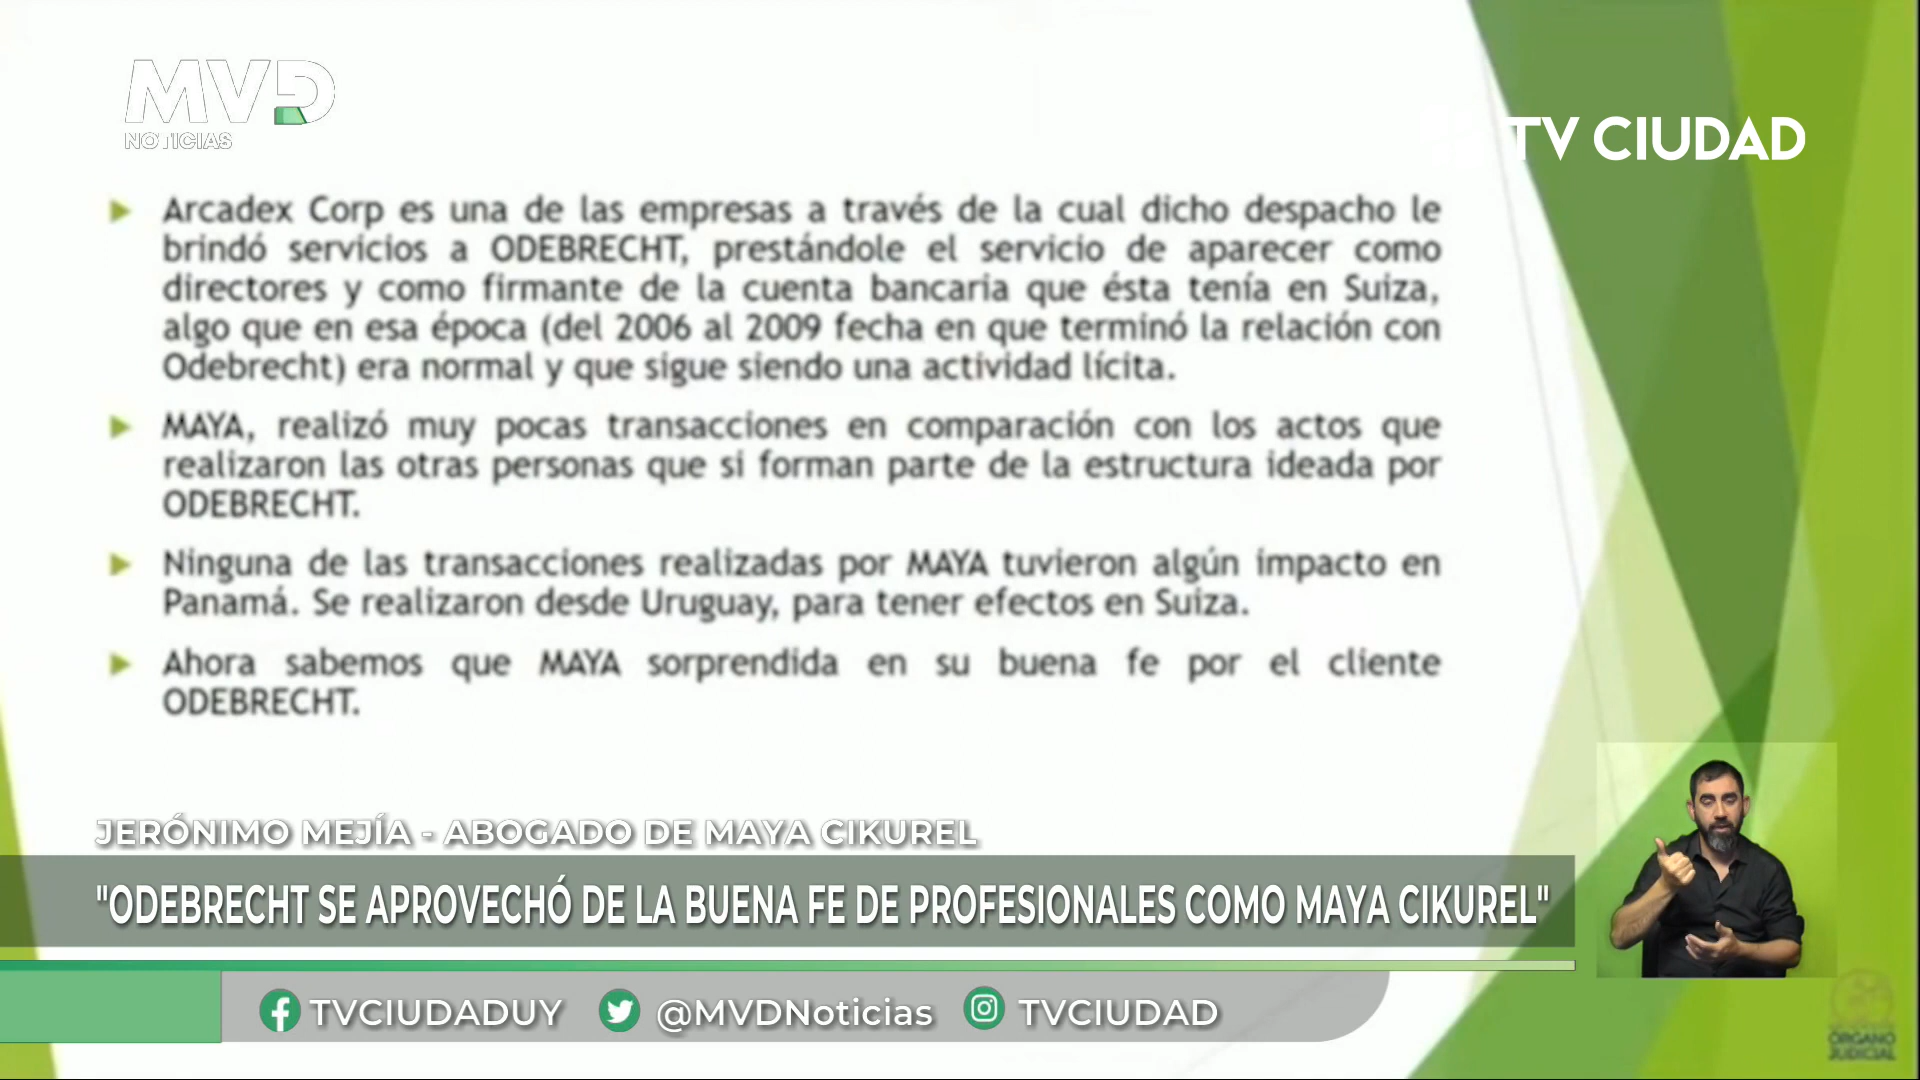 MVD
NOTICIAS
TV CIUDAD
Arcadex Corp es una de las empresas a través de la cual dicho despacho le
brindó servicios a ODEBRECHT, prestándole el servicio de aparecer como
directores y como firmante de la cuenta bancaria que ésta tenía en Suiza,
algo que en esa época (del 2006 al 2009 fecha en que terminó la relación con
Odebrecht) era normal y que sigue siendo una actividad lícita.
MAYA, realizó muy pocas transacciones en comparación con los actos que
realizaron las otras personas que si forman parte de la estructura ideada por
ODEBRECHT.
Ninguna de las transacciones realizadas por MAYA tuvieron algún impacto en
Panamá. Se realizaron desde Uruguay, para tener efectos en Suiza.
Ahora sabemos que MAYA sorprendida en su buena fe por el cliente
ODEBRECHT.
JERÓNIMO MEJÍA - ABOGADO DE MAYA CIKUREL
"ODEBRECHT SE APROVECHÓ DE LA BUENA FE DE PROFESIONALES COMO MAYA CIKUREL"
TVCIUDADUY @MVDNoticias TVCIUDAD
ÓRGANO
JUDICIAL